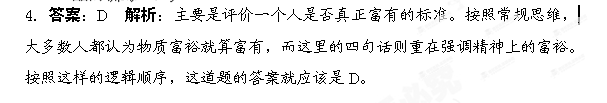 4. 答案：D 解析：主要是评价一个人是否真正富有的标准。按照常规思维，
大多数人都认为物质富裕就算富有，而这里的四句话则重在强调精神上的富裕。
按照这样的逻辑顺序，这道题的答案就应该是 D。